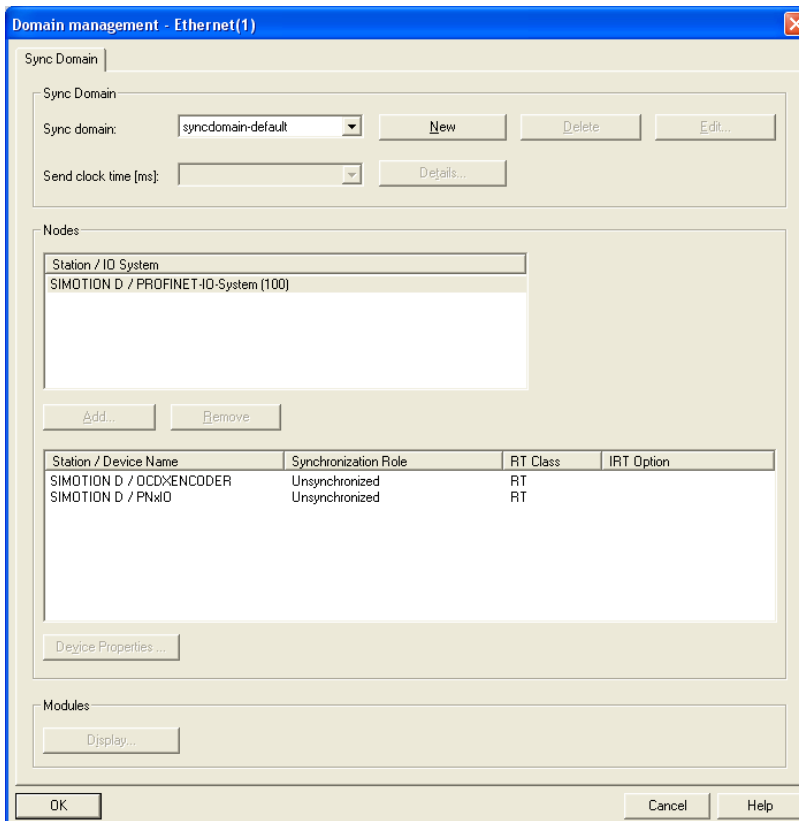 Domain management - Ethernet(1)
Sync Domain
Sync Domain
Sync domain: syncdomain-default New Delete Edit...
Send clock time [ms]: Details...
Nodes
Station / IO System
SIMOTION D / PROFINET-IO-System (100)
Add... Remove
Station / Device Name Synchronization Role RT Class IRT Option
SIMOTION D / OCDXENCODER Unsynchronized RT
SIMOTION D / PNxIO Unsynchronized RT
Device Properties ...
Modules
Display...
OK Cancel Help